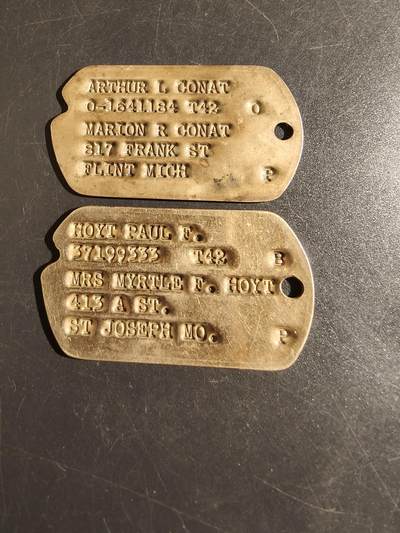 ARTHUR L CONAT
O-1641184 T42 O
MARION R CONAT
817 FRANK ST
FLINT MICH P
HOYT PAUL F.
37199333 T42 B
MRS MYRTLE F. HOYT
413 A ST.
ST JOSEPH MO. P